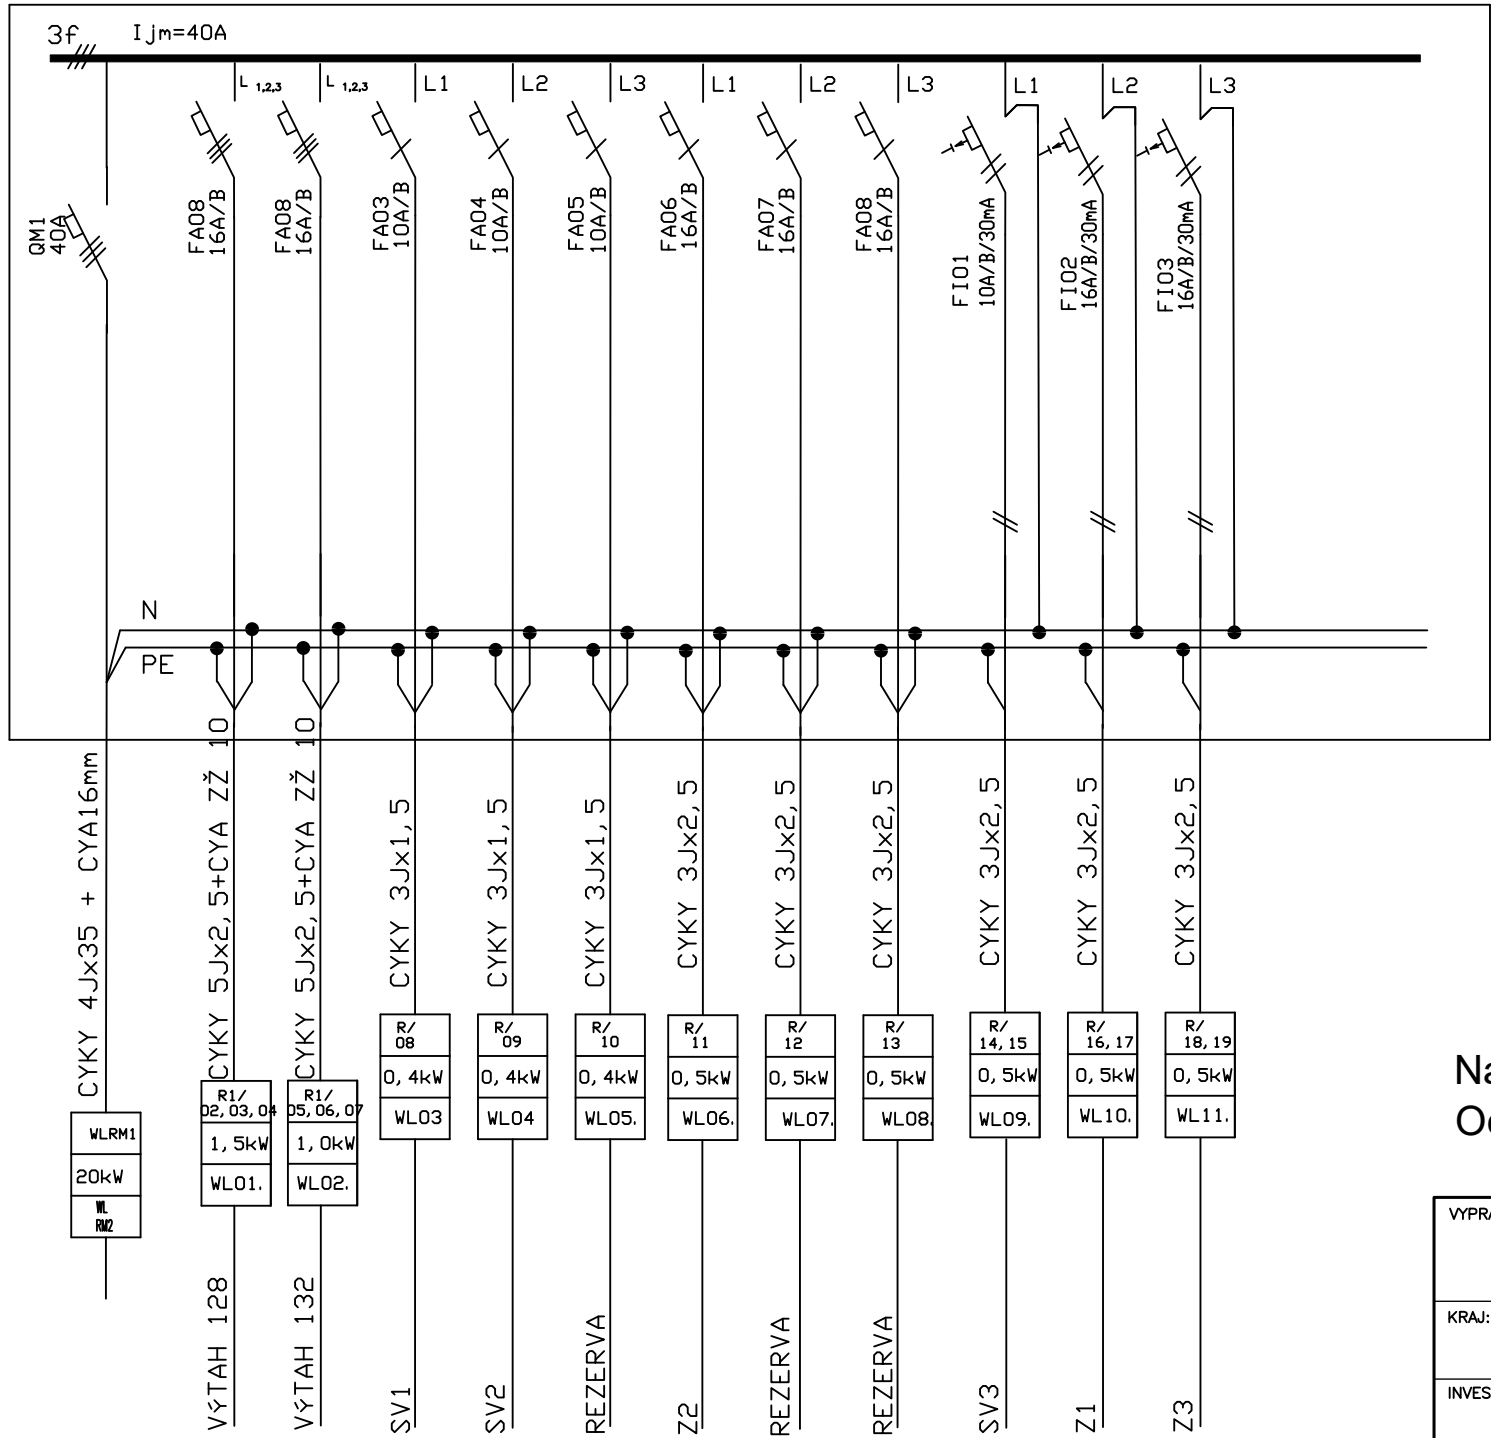 3f
Ijm=40A
L 1,2,3
L 1,2,3
L1
L2
L3
L1
L2
L3
L1
L2
L3
QM1
40A
FA08
16A/B
FA08
16A/B
FA03
10A/B
FA04
10A/B
FA05
10A/B
FA06
16A/B
FA07
16A/B
FA08
16A/B
FI01
10A/B/30mA
FI02
16A/B/30mA
FI03
16A/B/30mA
N
PE
CYKY 4Jx35 + CYA16mm
CYKY 5Jx2,5+CYA ZŽ 10
CYKY 5Jx2,5+CYA ZŽ 10
CYKY 3Jx1,5
CYKY 3Jx1,5
CYKY 3Jx1,5
CYKY 3Jx2,5
CYKY 3Jx2,5
CYKY 3Jx2,5
CYKY 3Jx2,5
CYKY 3Jx2,5
CYKY 3Jx2,5
WLRM1
20kW
WL
RM2
R1/
02,03,04
1,5kW
WL01.
R1/
05,06,07
1,0kW
WL02.
R/
08
0,4kW
WL03
R/
09
0,4kW
WL04
R/
10
0,4kW
WL05.
R/
11
0,5kW
WL06.
R/
12
0,5kW
WL07.
R/
13
0,5kW
WL08.
R/
14,15
0,5kW
WL09.
R/
16,17
0,5kW
WL10.
R/
18,19
0,5kW
WL11.
VÝTAH 128
VÝTAH 132
SV1
SV2
REZERVA
Z2
REZERVA
REZERVA
SV3
Z1
Z3
VYPRA
KRAJ:
INVES